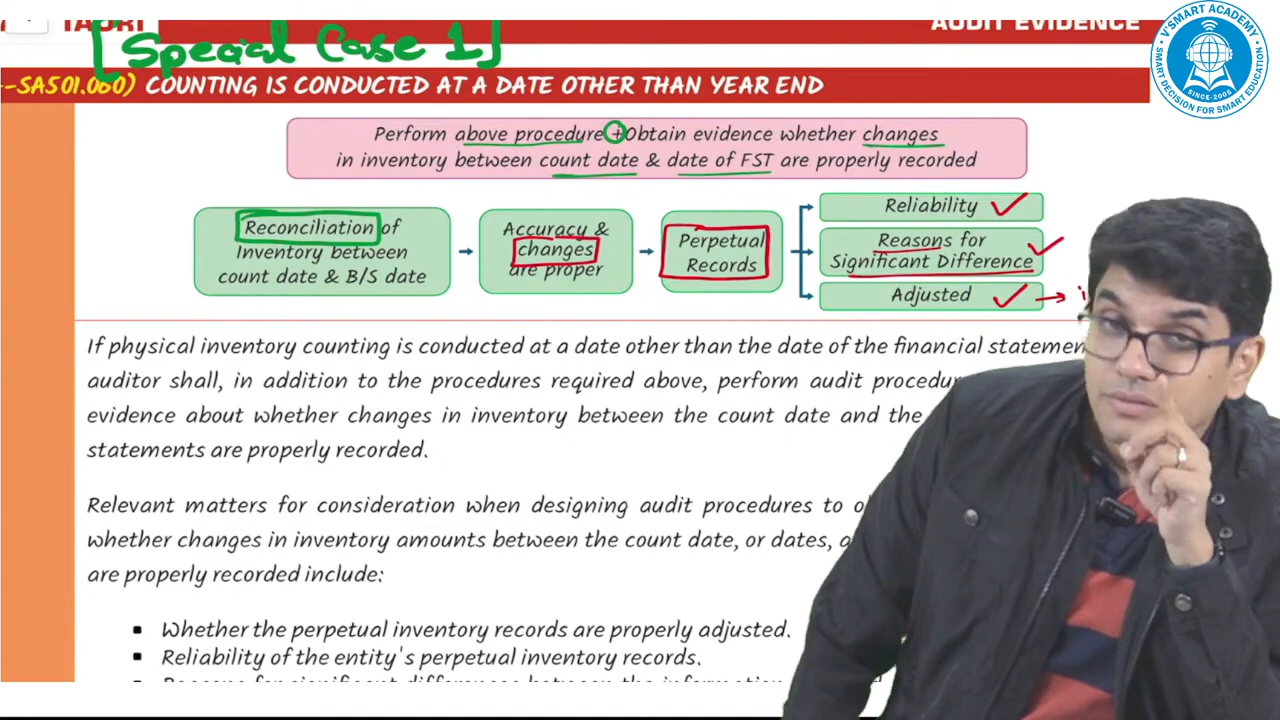 [Special Case 1]
AUDIT EVIDENCE
SA501.060) COUNTING IS CONDUCTED AT A DATE OTHER THAN YEAR END
V'SMART ACADEMY
SMART DECISION FOR SMART EDUCATION
SINCE-2005
Perform above procedure + Obtain evidence whether changes
in inventory between count date & date of FST are properly recorded
Reconciliation of
Inventory between
count date & B/S date
Accuracy &
changes
are proper
Perpetual
Records
Reliability
Reasons for
Significant Difference
Adjusted
If physical inventory counting is conducted at a date other than the date of the financial
auditor shall, in addition to the procedures required above, perform audit
evidence about whether changes in inventory between the count date and the
statements are properly recorded.
Relevant matters for consideration when designing audit procedures to
whether changes in inventory amounts between the count date, or dates,
are properly recorded include:
▪ Whether the perpetual inventory records are properly adjusted.
▪ Reliability of the entity's perpetual inventory records.